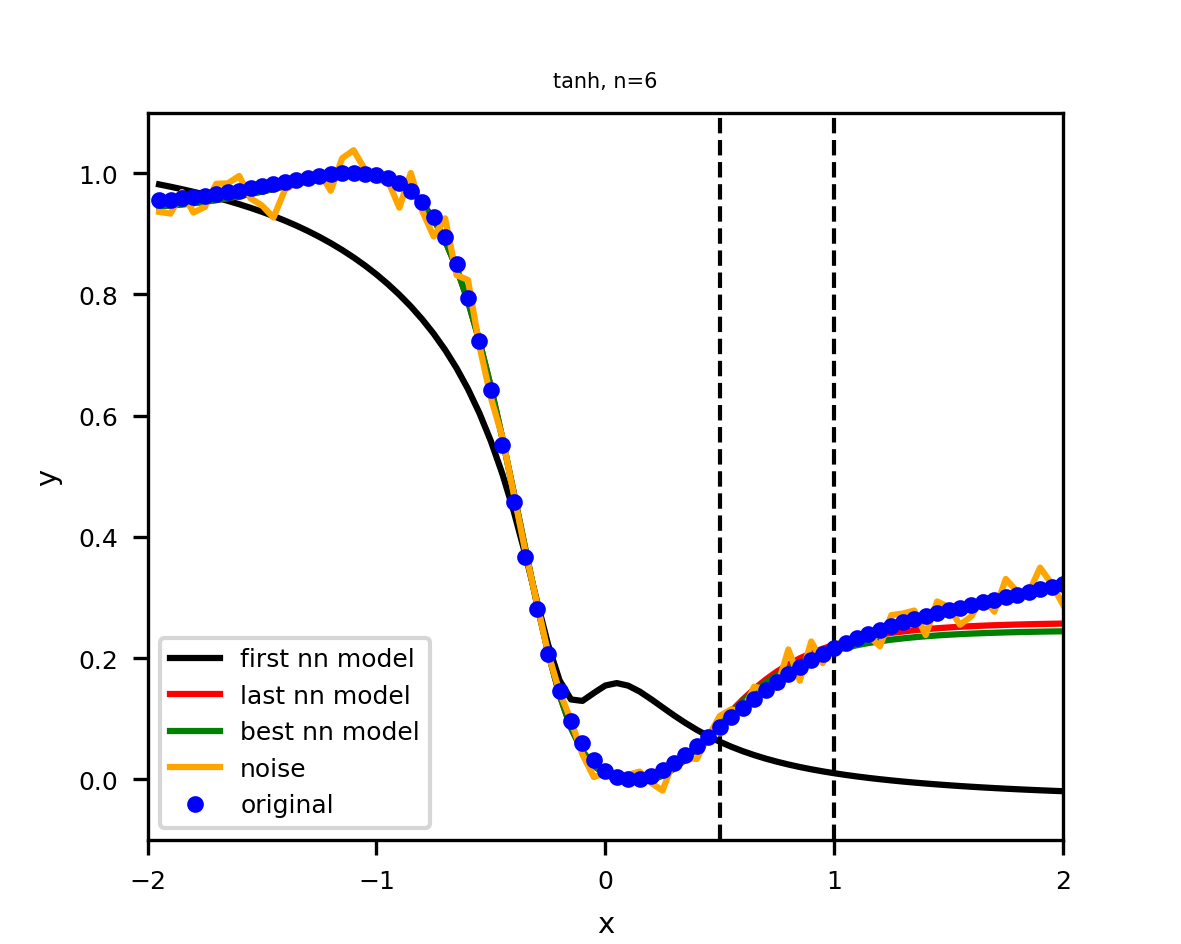 tanh, n=6
y
1.0
0.8
0.6
0.4
0.2
0.0
first nn model
last nn model
best nn model
noise
original
−2
−1
0
1
2
x